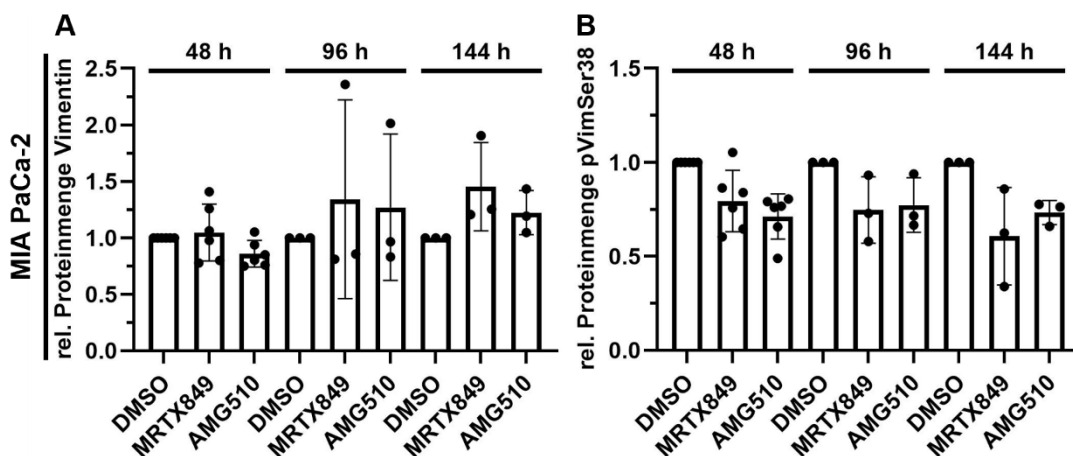 A
B
MIA PaCa-2
48 h 96 h 144 h
rel. Proteinmenge Vimentin
2.5
2.0
1.5
1.0
0.5
0.0
DMSO MRTX849 AMG510 DMSO MRTX849 AMG510 DMSO MRTX849 AMG510
48 h 96 h 144 h
rel. Proteinmenge pVimSer38
1.5
1.0
0.5
0.0
DMSO MRTX849 AMG510 DMSO MRTX849 AMG510 DMSO MRTX849 AMG510